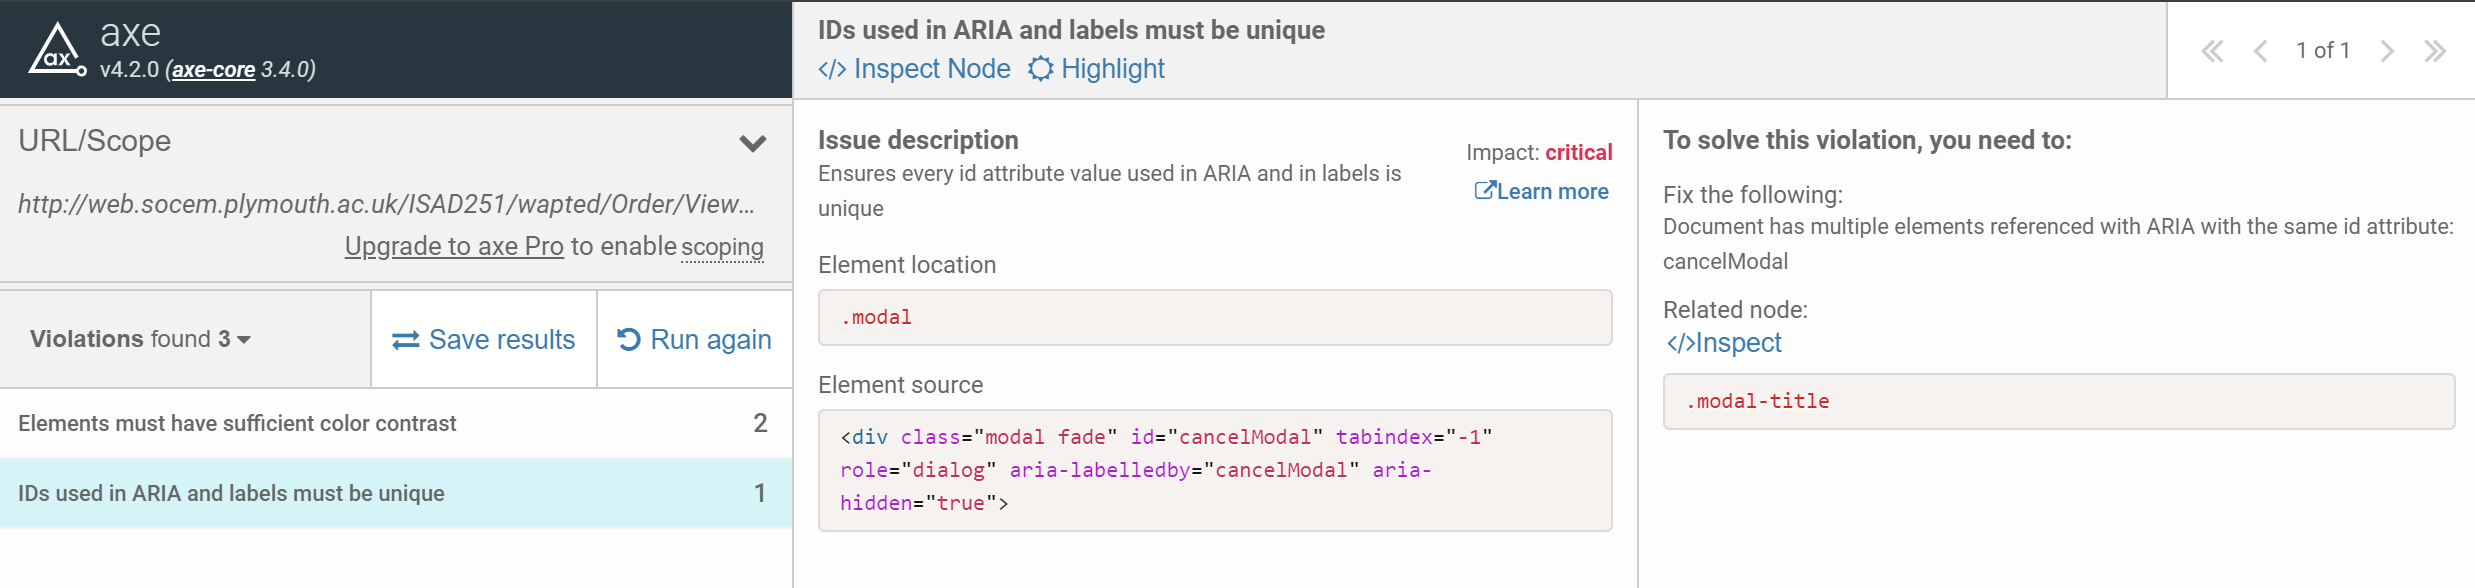 axe
v4.2.0 (axe-core 3.4.0)
URL/Scope
http://web.socem.plymouth.ac.uk/ISAD251/wapted/Order/View...
Upgrade to axe Pro to enable scoping
Violations found 3
Save results
Run again
Elements must have sufficient color contrast 2
IDs used in ARIA and labels must be unique 1
IDs used in ARIA and labels must be unique
</> Inspect Node Highlight
1 of 1
Issue description
Ensures every id attribute value used in ARIA and in labels is
unique
Impact: critical
Learn more
Element location
.modal
Element source
<div class="modal fade" id="cancelModal" tabindex="-1"
role="dialog" aria-labelledby="cancelModal" aria-
hidden="true">
To solve this violation, you need to:
Fix the following:
Document has multiple elements referenced with ARIA with the same id attribute:
cancelModal
Related node:
</>Inspect
.modal-title